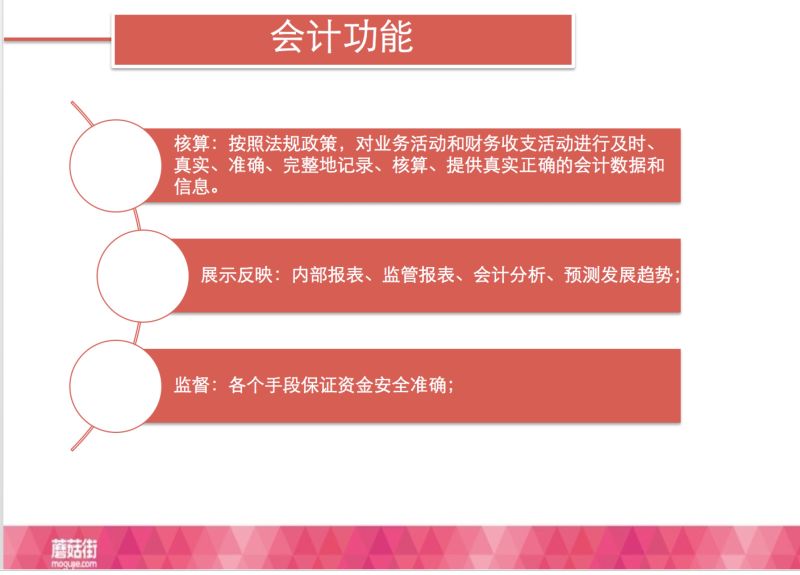 会计功能
核算：按照法规政策，对业务活动和财务收支活动进行及时、
真实、准确、完整地记录、核算、提供真实正确的会计数据和
信息。
展示反映：内部报表、监管报表、会计分析、预测发展趋势；
监督：各个手段保证资金安全准确；
蘑菇街
mogujie.com